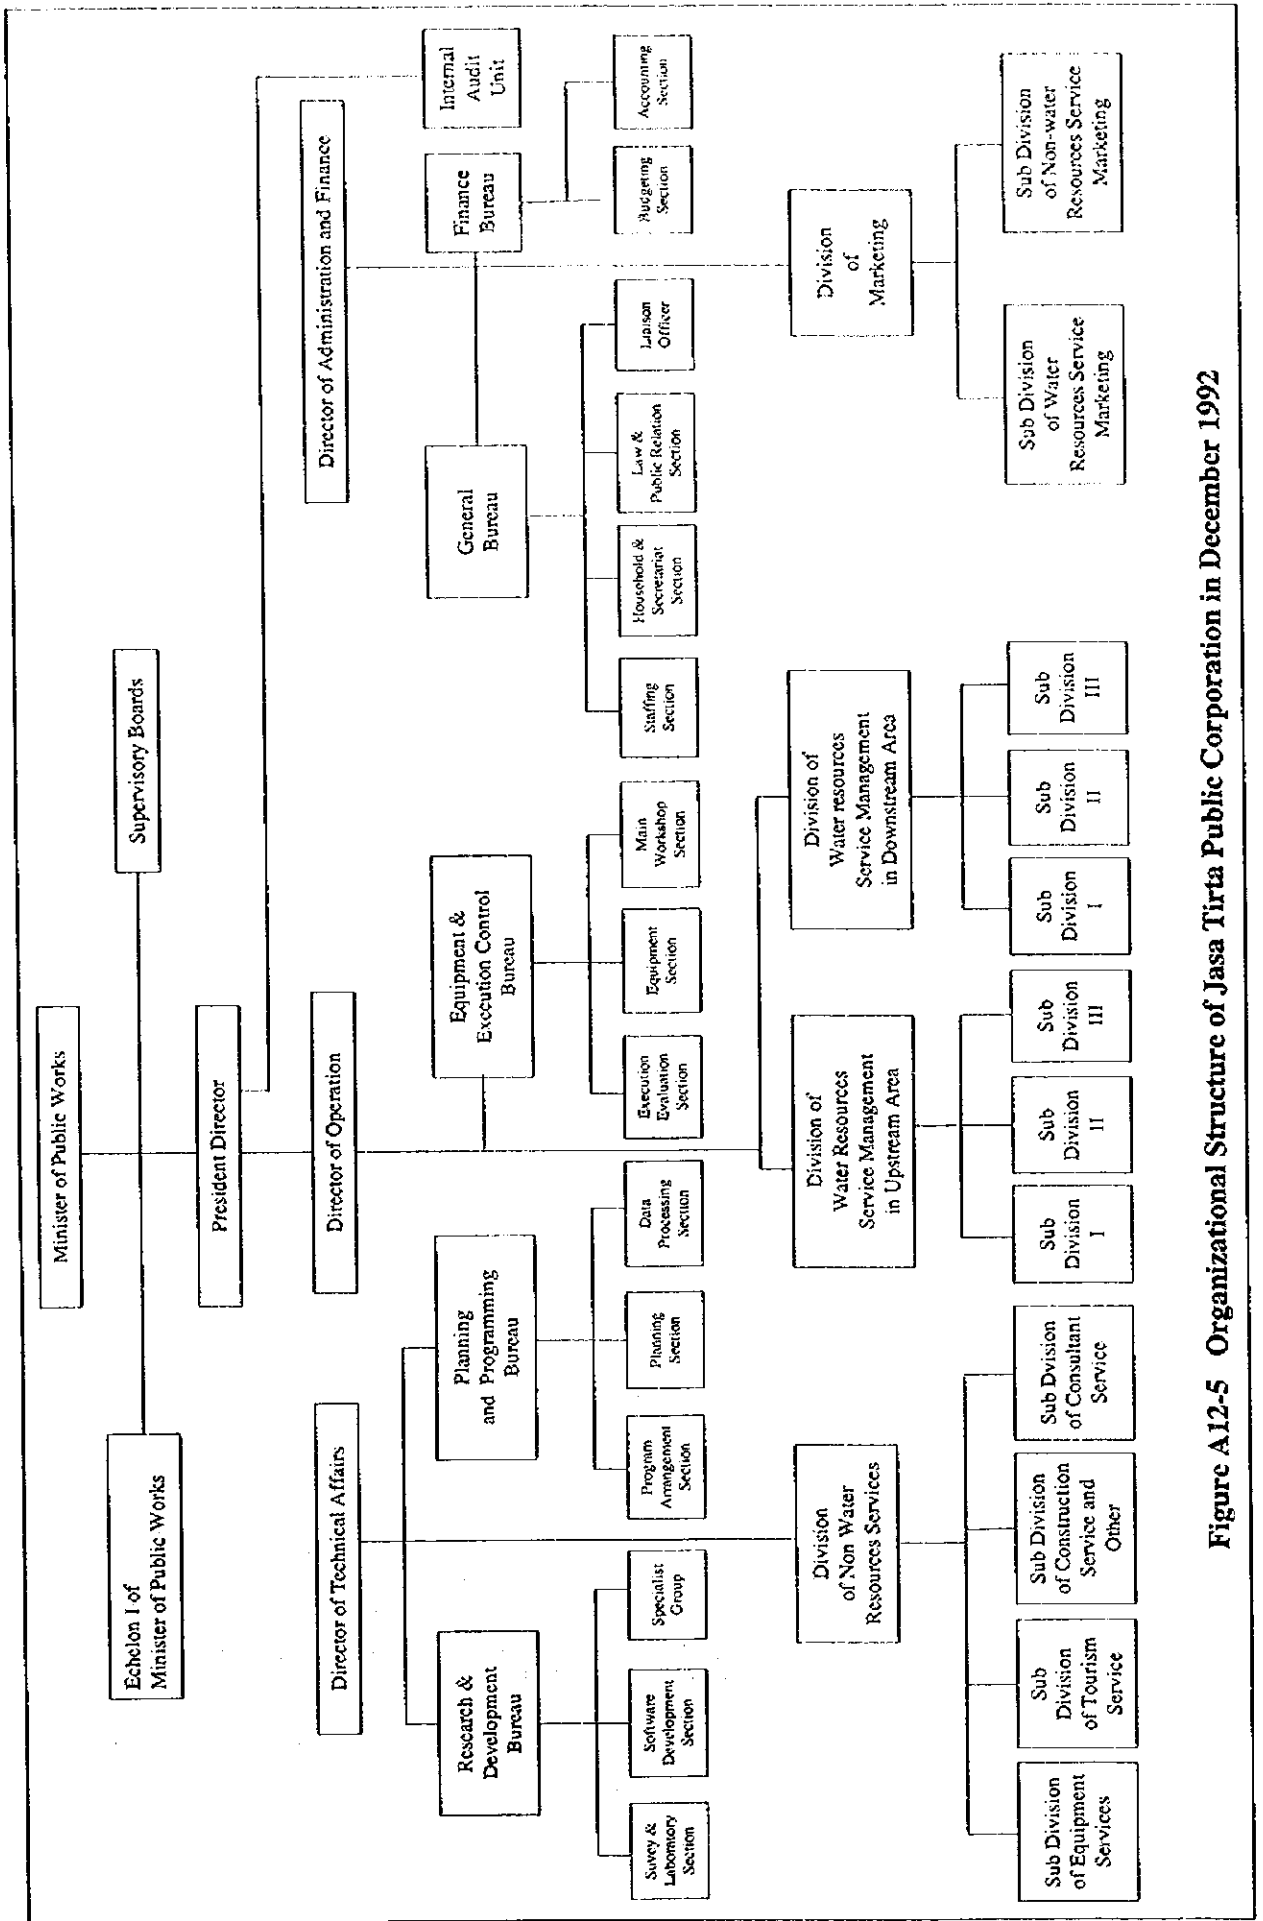 Minister of Public Works
Echelon I of
Minister of Public Works
Supervisory Boards
President Director
Director of Technical Affairs
Director of Operation
Director of Administration and Finance
Research &
Development
Bureau
Planning
and Programming
Bureau
Equipment &
Execution Control
Bureau
General
Bureau
Finance
Bureau
Internal
Audit
Unit
Suvey &
Laboratory
Section
Software
Development
Section
Specialist
Group
Program
Arrangement
Section
Planning
Section
Data
Processing
Section
Execution
Evaluation
Section
Equipment
Section
Main
Workshop
Section
Staffing
Section
Household &
Secretariat
Section
Law &
Public Relation
Section
Liaison
Officer
Budgeting
Section
Accounting
Section
Division
of Non Water
Resources Services
Division of
Water Resources
Service Management
in Upstream Area
Division of
Water resources
Service Management
in Downstream Area
Division
of
Marketing
Sub Division
of Equipment
Services
Sub
Division
of Tourism
Service
Sub Division
of Construction
Service and
Other
Sub Dvision
of Consultant
Service
Sub
Division
I
Sub
Division
II
Sub
Division
III
Sub
Division
I
Sub
Division
II
Sub
Division
III
Sub Division
of Water
Resources Service
Marketing
Sub Division
of Non-water
Resources Service
Marketing
Figure A12-5 Organizational Structure of Jasa Tirta Public Corporation in December 1992